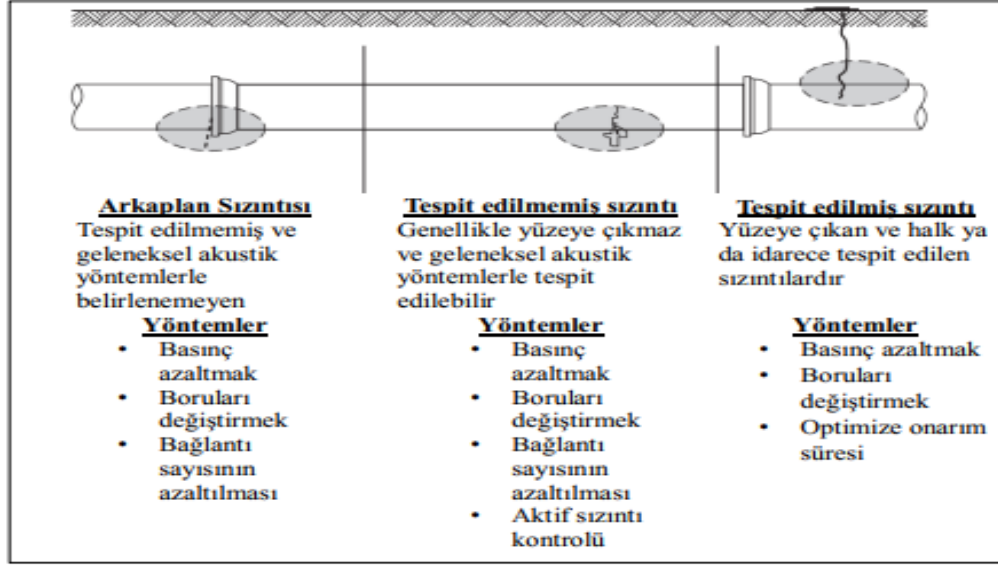 Arkaplan Sızıntısı
Tespit edilmemiş ve
geleneksel akustik
yöntemlerle
belirlenemeyen
Yöntemler
• Basınç
azaltmak
• Boruları
değiştirmek
• Bağlantı
sayısının
azaltılması
Tespit edilmemiş sızıntı
Genellikle yüzeye çıkmaz
ve geleneksel akustik
yöntemlerle tespit
edilebilir
Yöntemler
• Basınç
azaltmak
• Boruları
değiştirmek
• Bağlantı
sayısının
azaltılması
• Aktif sızıntı
kontrolü
Tespit edilmiş sızıntı
Yüzeye çıkan ve halk ya
da idarece tespit edilen
sızıntılardır
Yöntemler
• Basınç azaltmak
• Boruları
değiştirmek
• Optimize onarım
süresi